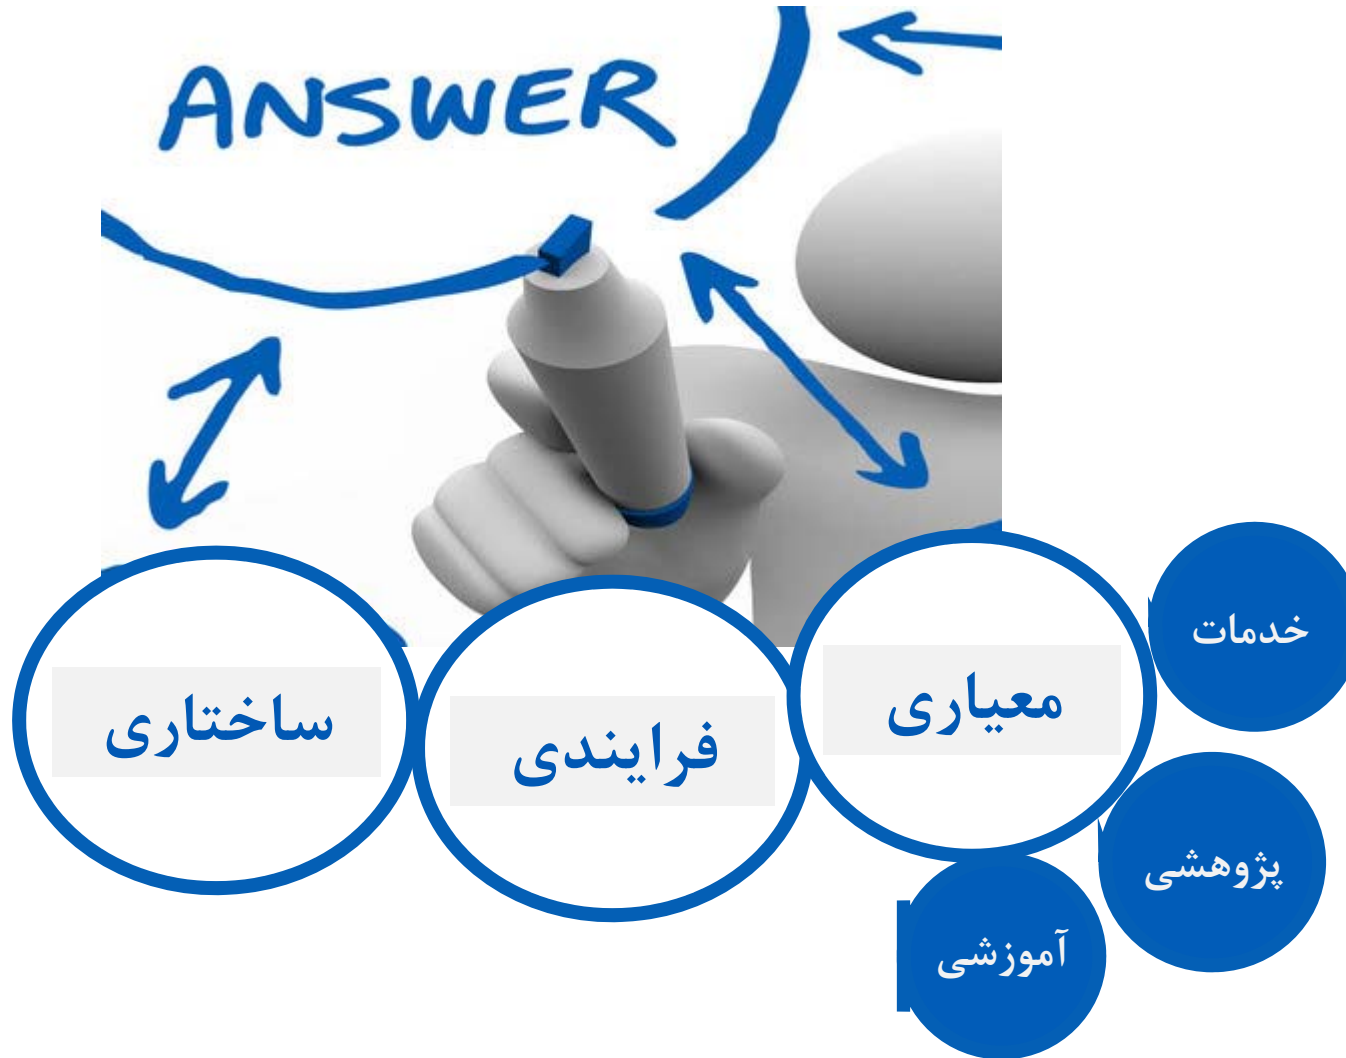 ANSWER
معیاری
فرایندی
ساختاری
خدمات
پژوهشی
آموزشی